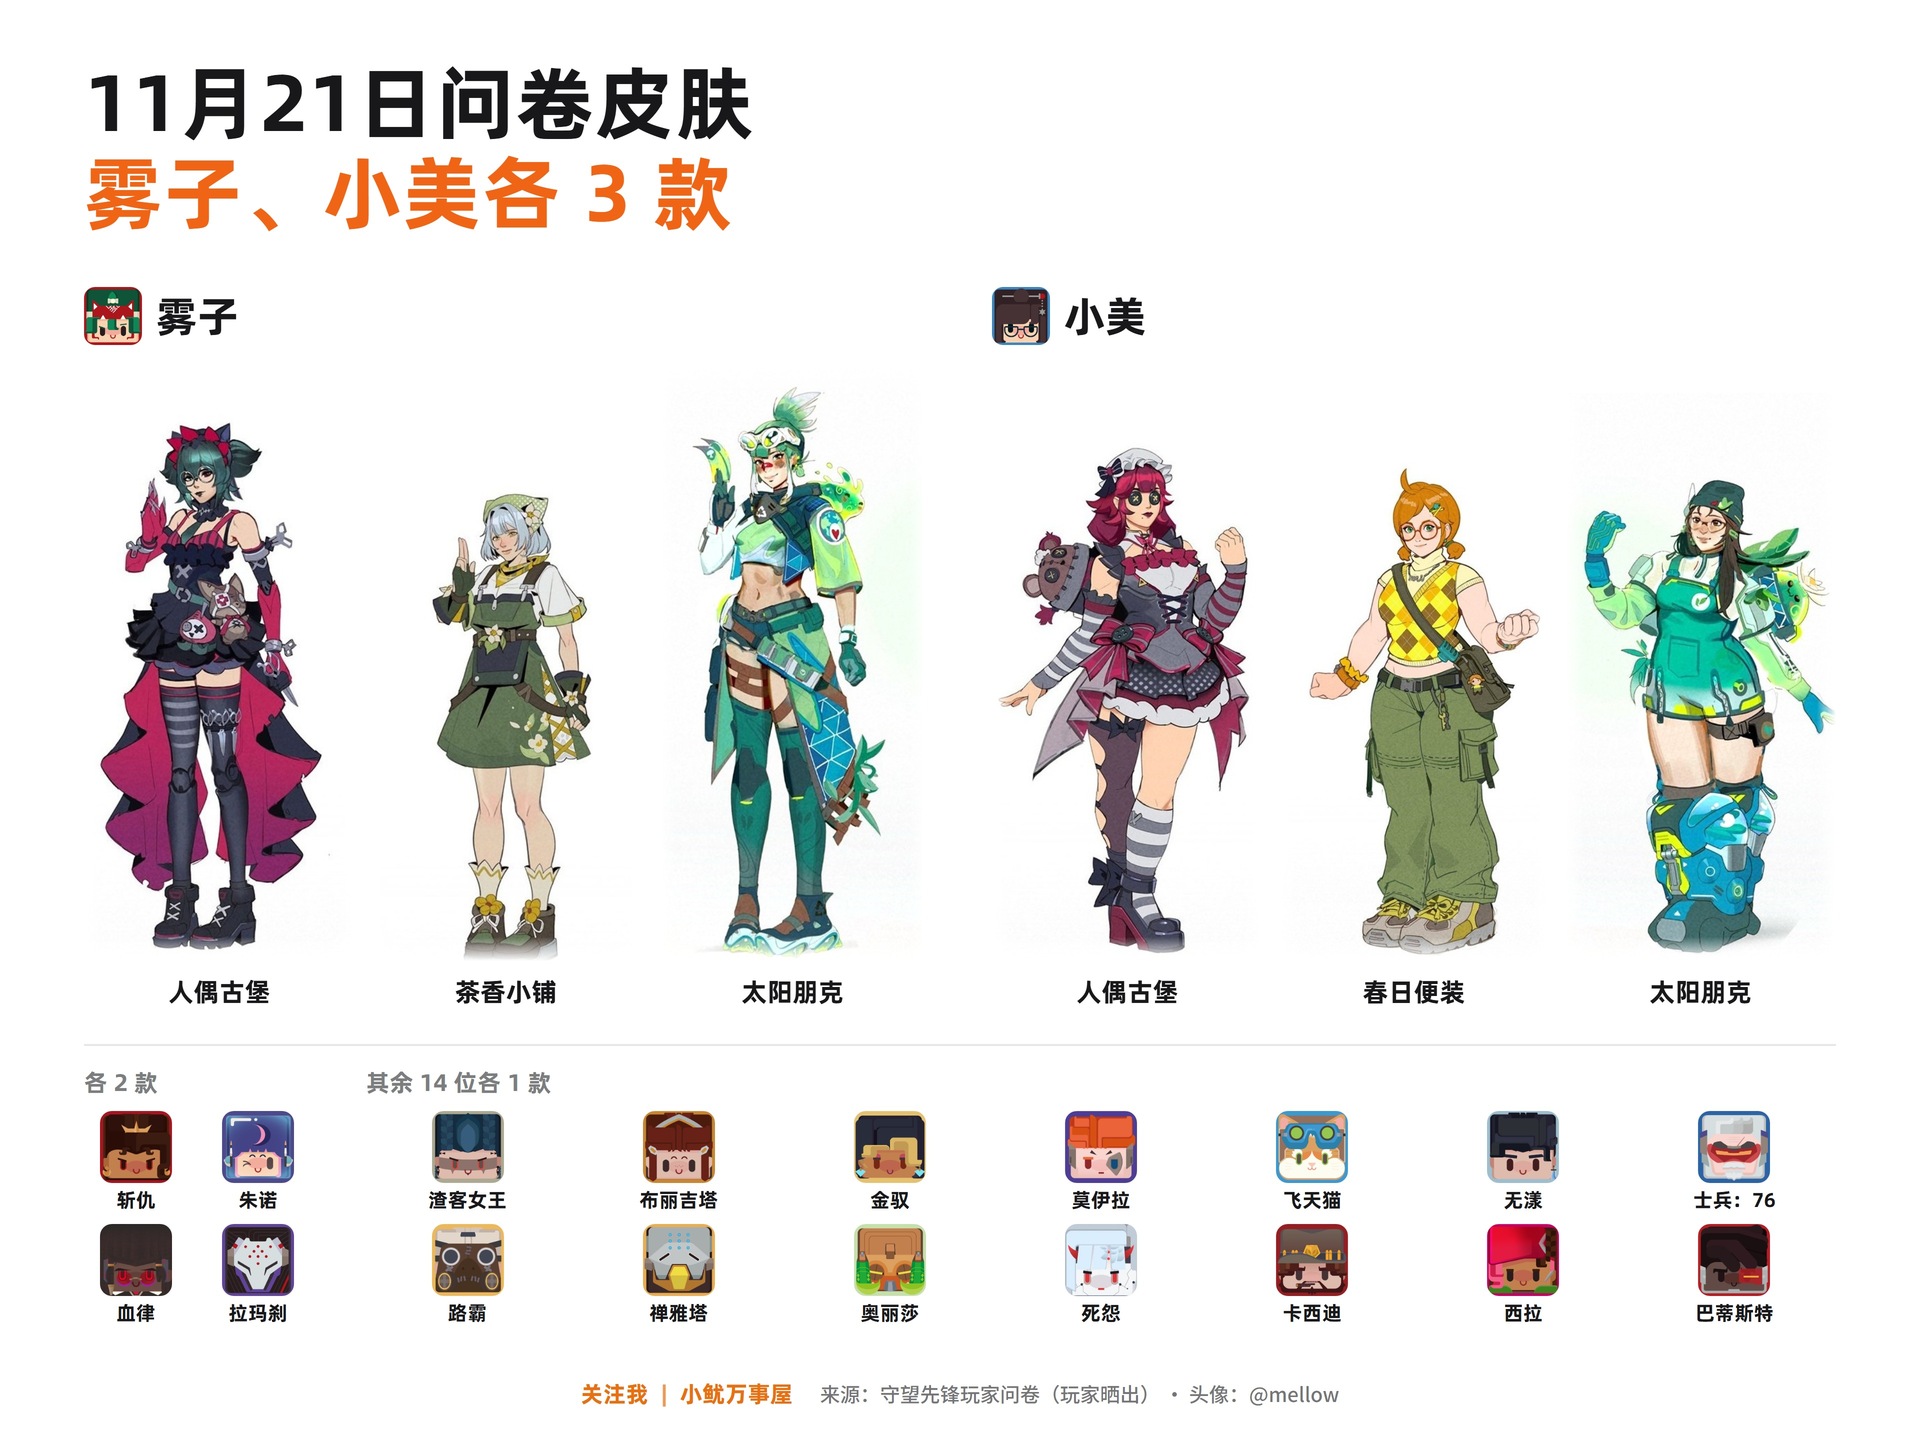 11月21日问卷皮肤
雾子、小美各 3 款
雾子
小美
人偶古堡
茶香小铺
太阳朋克
人偶古堡
春日便装
太阳朋克
各 2 款
其余 14 位各 1 款
斩仇
朱诺
渣客女王
布丽吉塔
金驭
莫伊拉
飞天猫
无漾
士兵：76
血律
拉玛刹
路霸
禅雅塔
奥丽莎
死怨
卡西迪
西拉
巴蒂斯特
关注我 | 小鱿万事屋 来源：守望先锋玩家问卷（玩家晒出） · 头像：@mellow